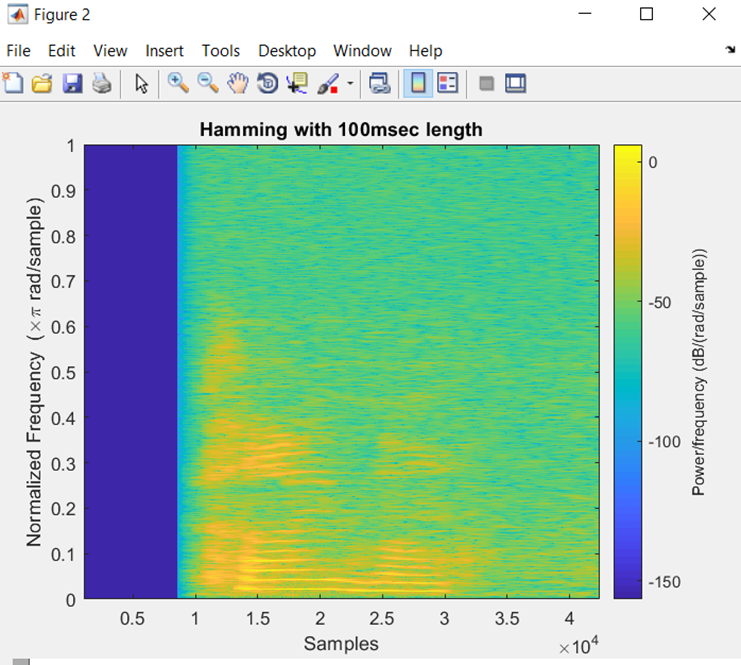 Figure 2
File Edit View Insert Tools Desktop Window Help
Hamming with 100msec length
1
0.9
0.8
0.7
0.6
0.5
0.4
0.3
0.2
0.1
0
Normalized Frequency (×π rad/sample)
0.5 1 1.5 2 2.5 3 3.5 4
×10⁴
Samples
0
-50
-100
-150
Power/frequency (dB/(rad/sample))